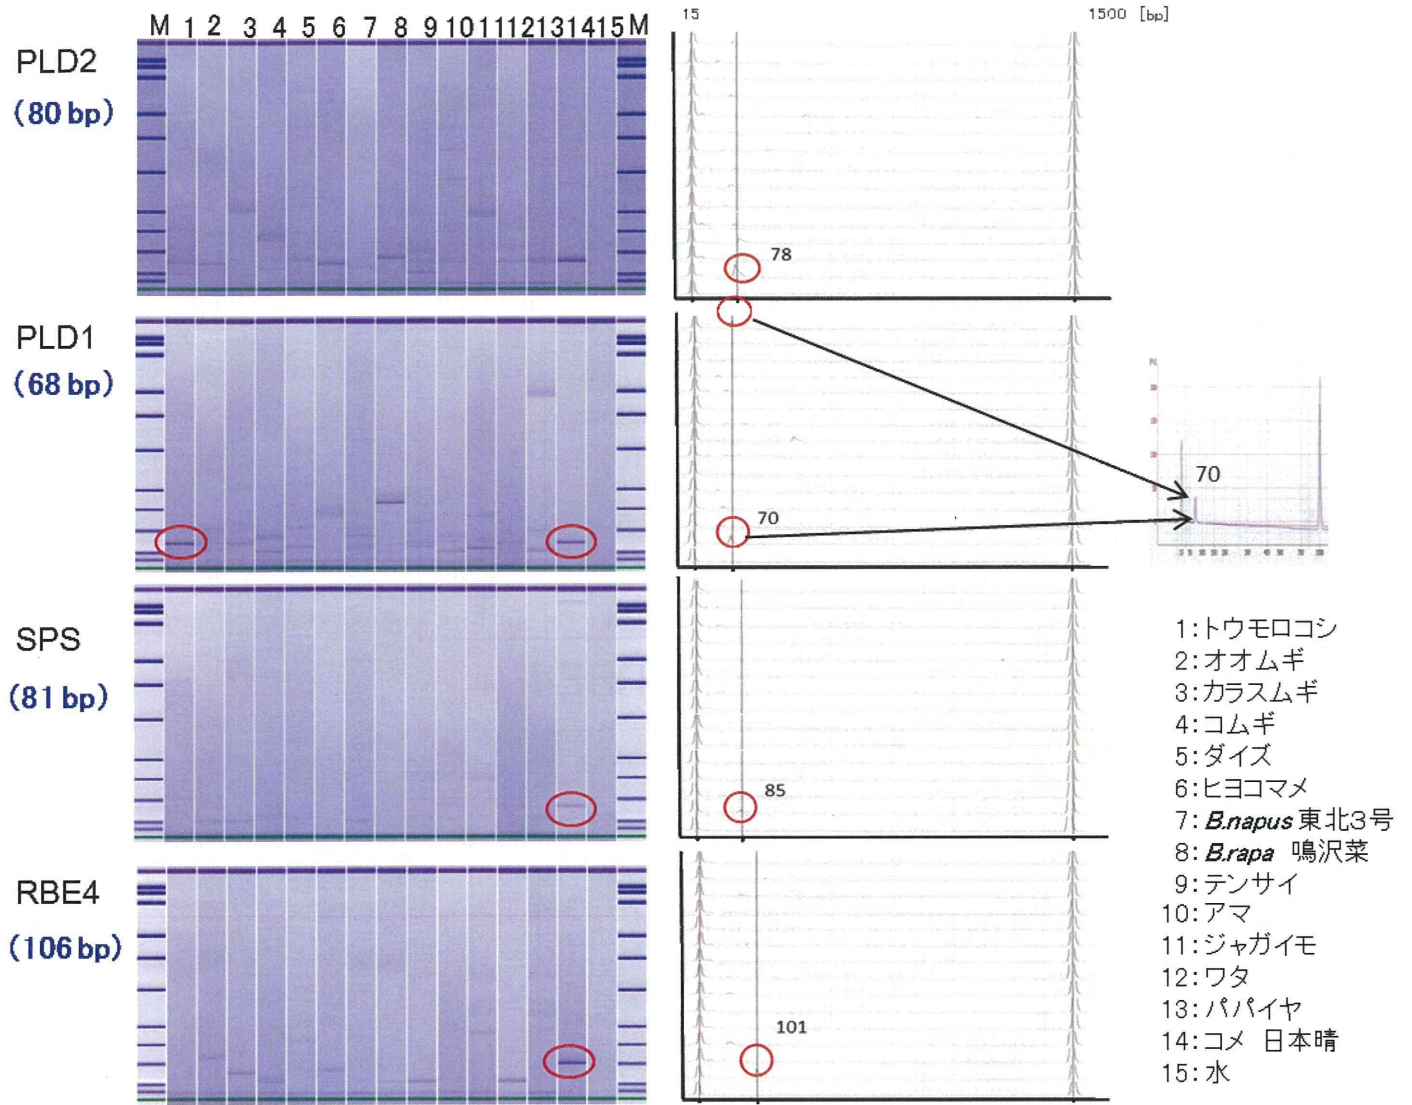 M 1 2 3 4 5 6 7 8 9 10 11 12 13 14 15 M
15 1500 [bp]
PLD2
(80 bp)
78
PLD1
(68 bp)
70
70
SPS
(81 bp)
85
RBE4
(106 bp)
101
1:トウモロコシ
2:オオムギ
3:カラスムギ
4:コムギ
5:ダイズ
6:ヒヨコマメ
7:B.napus 東北3号
8:B.rapa 鳴沢菜
9:テンサイ
10:アマ
11:ジャガイモ
12:ワタ
13:パパイヤ
14:コメ 日本晴
15:水